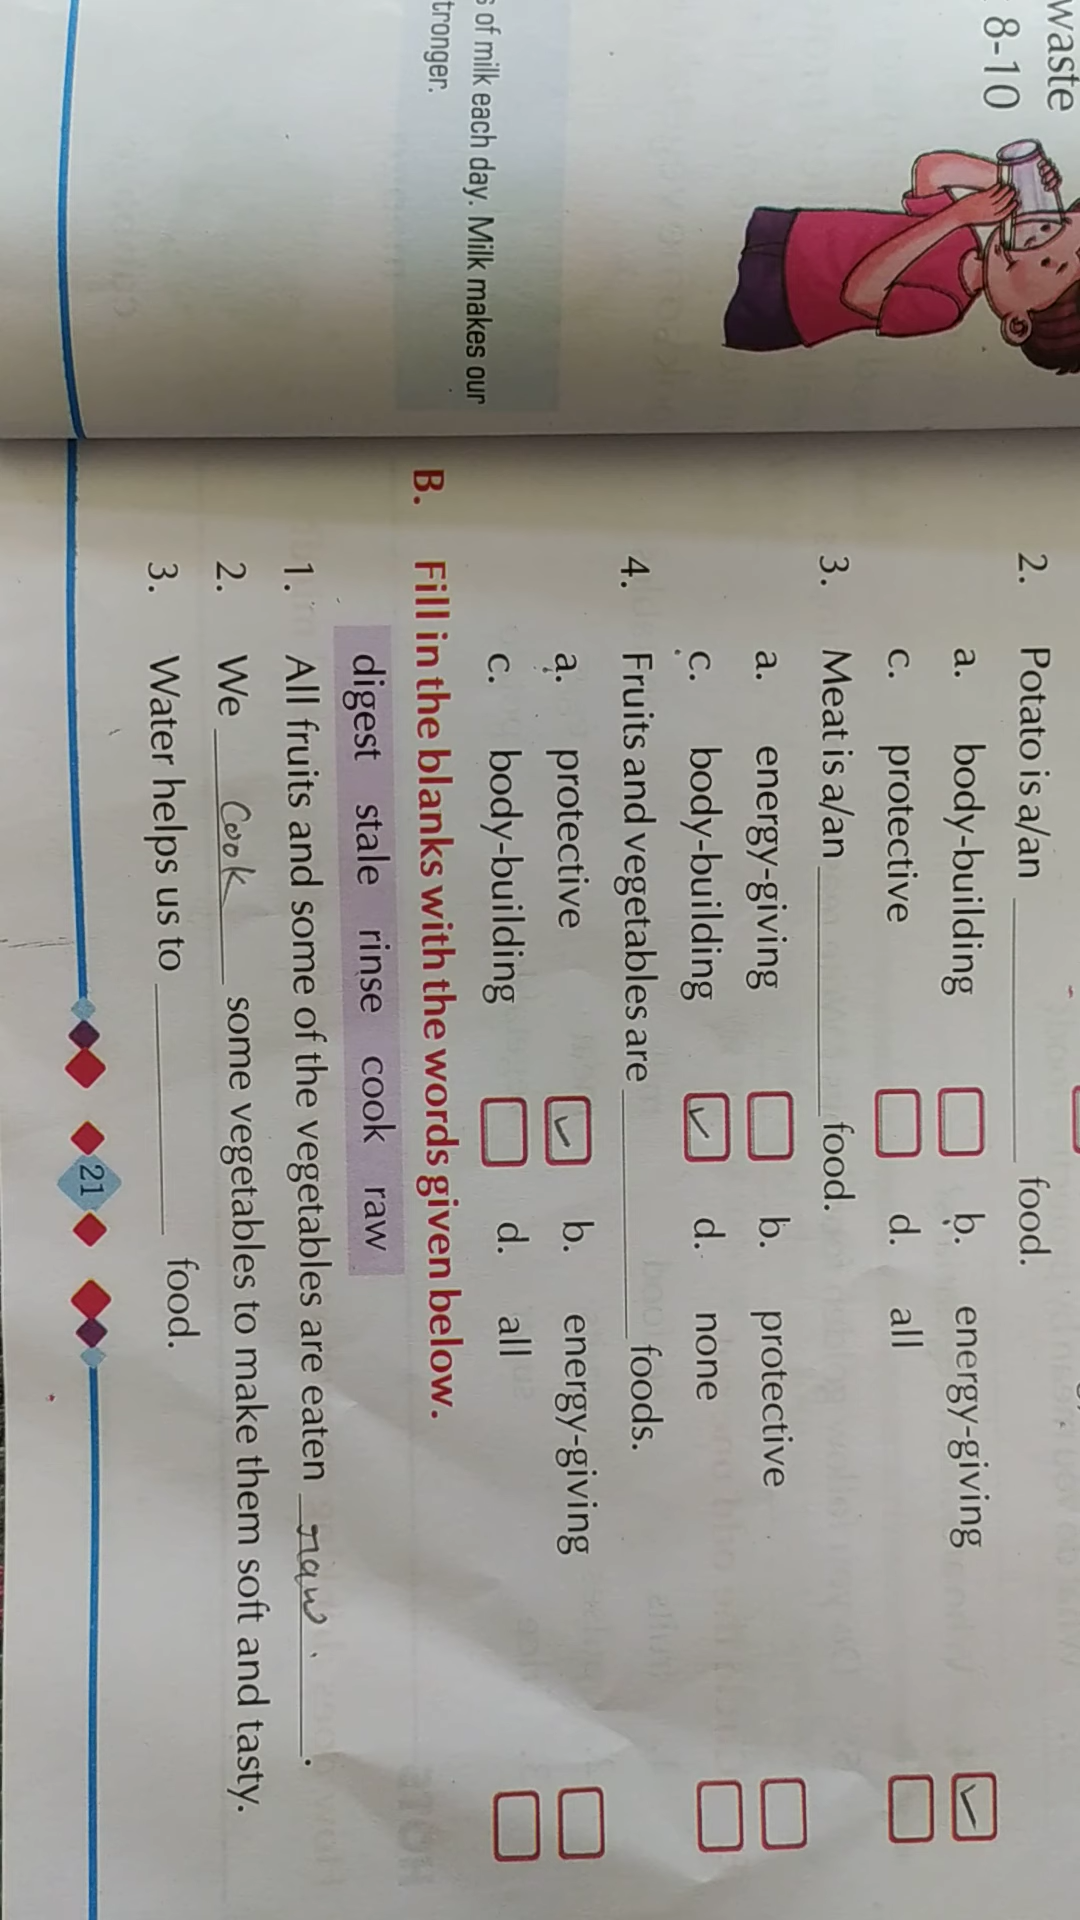 waste
8-10
s of milk each day. Milk makes our
tronger.
2. Potato is a/an ____________ food.
a. body-building b. energy-giving ✓
c. protective d. all
3. Meat is a/an ____________ food.
a. energy-giving b. protective
c. body-building ✓ d. none
4. Fruits and vegetables are ____________ foods.
a. protective ✓ b. energy-giving
c. body-building d. all
B. Fill in the blanks with the words given below.
digest stale rinse cook raw
1. All fruits and some of the vegetables are eaten raw.
2. We Cook some vegetables to make them soft and tasty.
3. Water helps us to ____________ food.
21